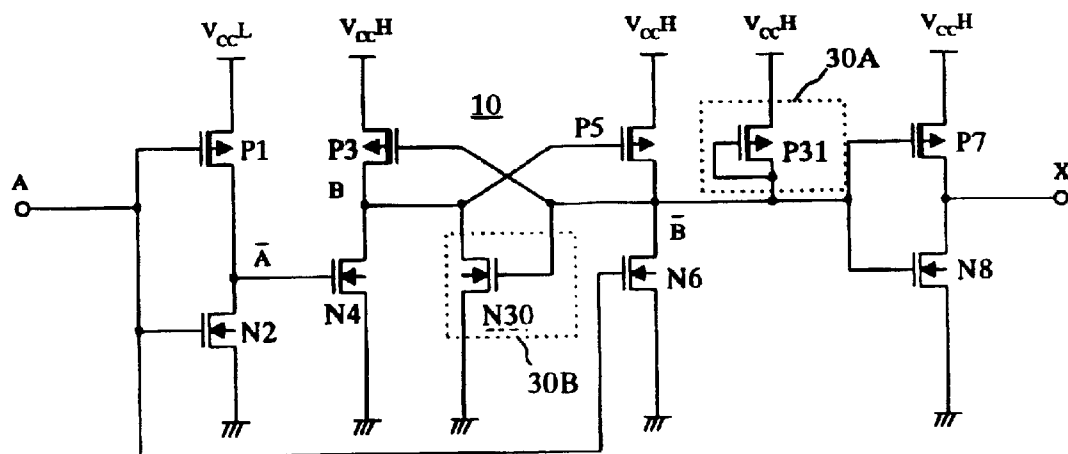 VCCL
VCCH
VCCH
VCCH
VCCH
30A
10
P1
P3
P5
P31
P7
A
B
X
A̅
B̅
N2
N4
N30
N6
N8
30B